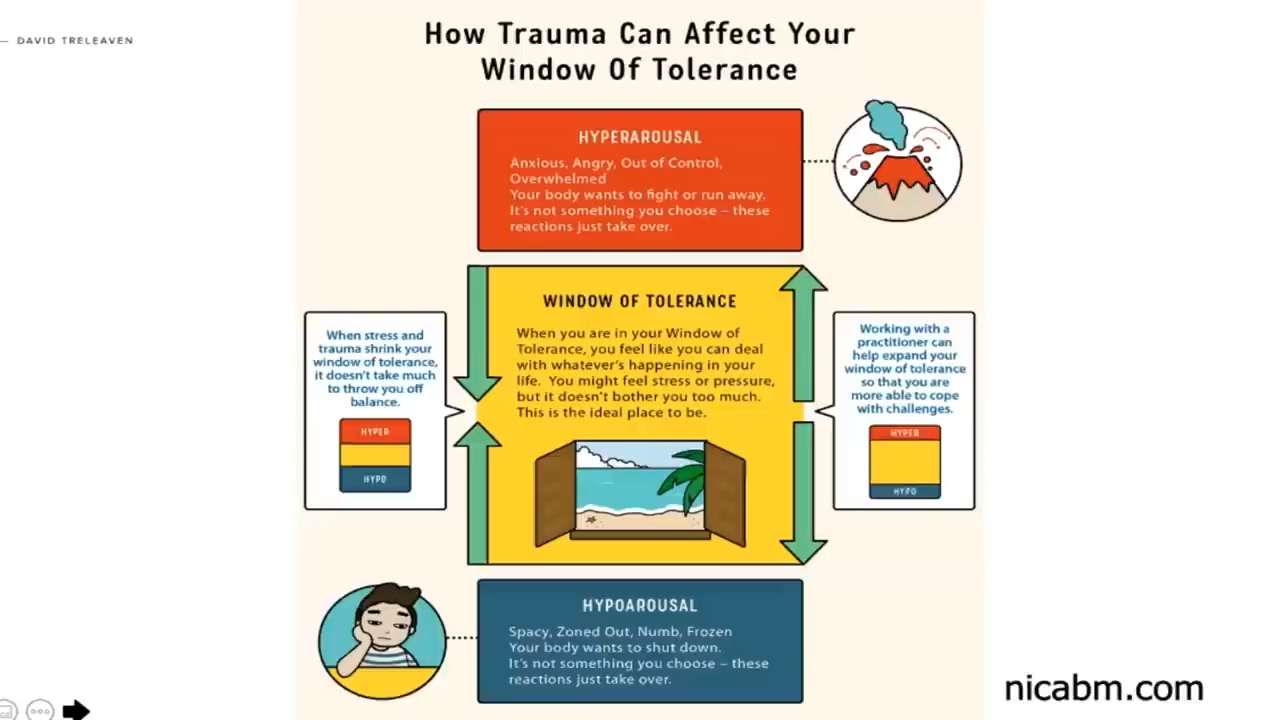 — DAVID TRELEAVEN
How Trauma Can Affect Your
Window Of Tolerance
HYPERAROUSAL
Anxious, Angry, Out of Control,
Overwhelmed
Your body wants to fight or run away.
It's not something you choose – these
reactions just take over.
WINDOW OF TOLERANCE
When you are in your Window of
Tolerance, you feel like you can deal
with whatever's happening in your
life. You might feel stress or pressure,
but it doesn't bother you too much.
This is the ideal place to be.
When stress and
trauma shrink your
window of tolerance,
it doesn't take much
to throw you off
balance.
HYPER
HYPO
Working with a
practitioner can
help expand your
window of tolerance
so that you are
more able to cope
with challenges.
HYPER
HYPO
HYPOAROUSAL
Spacy, Zoned Out, Numb, Frozen
Your body wants to shut down.
It's not something you choose – these
reactions just take over.
nicabm.com